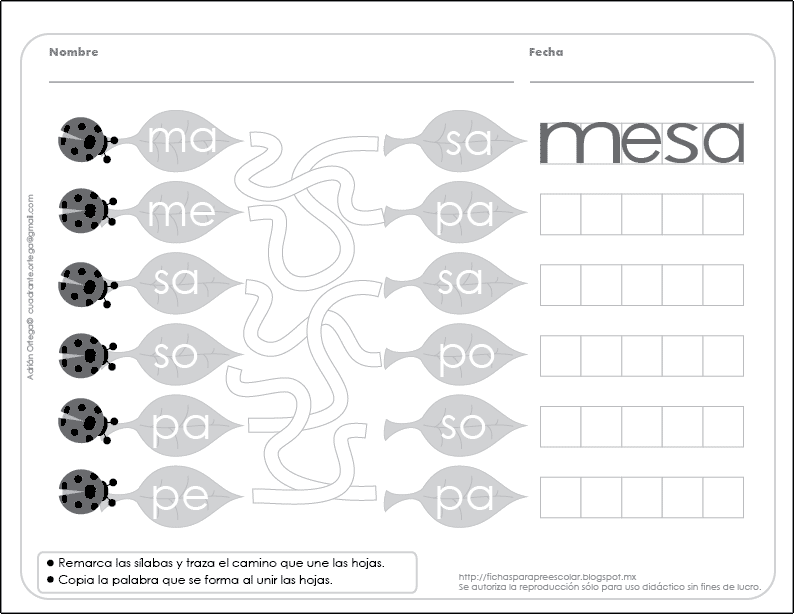 Nombre
Fecha
ma sa mesa
me pa
sa sa
so po
pa so
pe pa
Adrián Ortega© cuadrante.ortega@gmail.com
● Remarca las sílabas y traza el camino que une las hojas.
● Copia la palabra que se forma al unir las hojas.
http://fichasparapreescolar.blogspot.mx
Se autoriza la reproducción sólo para uso didáctico sin fines de lucro.